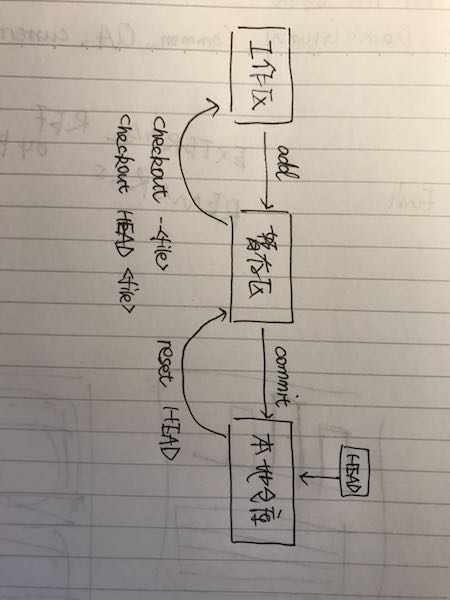 HEAD
工作区
add
暂存区
commit
本地仓库
checkout --<file>
checkout HEAD <file>
reset HEAD